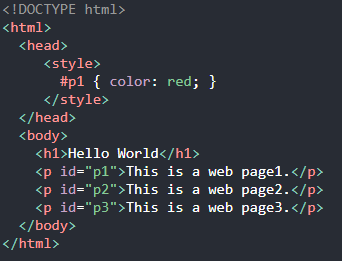 <!DOCTYPE html>
<html>
  <head>
     <style>
       #p1 { color: red; }
     </style>
  </head>
  <body>
    <h1>Hello World</h1>
    <p id="p1">This is a web page1.</p>
    <p id="p2">This is a web page2.</p>
    <p id="p3">This is a web page3.</p>
  </body>
</html>